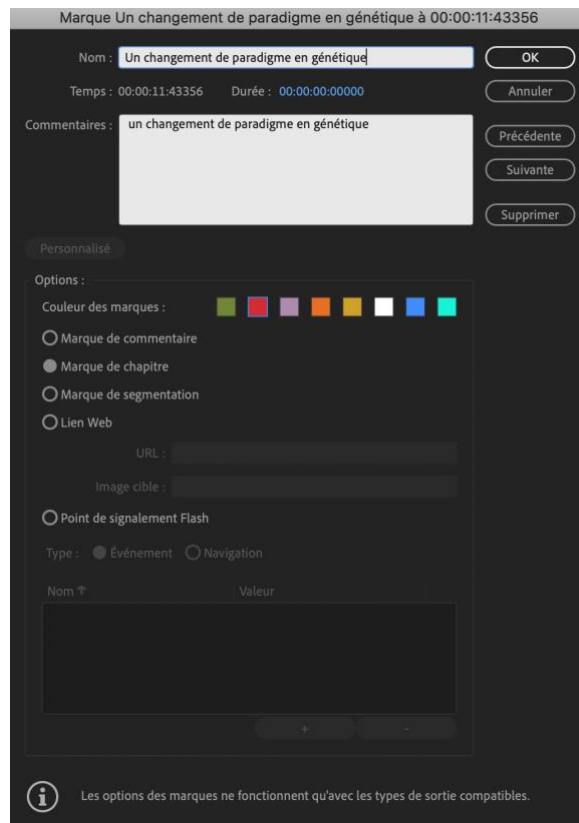 Marque Un changement de paradigme en génétique à 00:00:11:43356
Nom : Un changement de paradigme en génétique
OK
Temps : 00:00:11:43356 Durée : 00:00:00:00000
Annuler
Commentaires : un changement de paradigme en génétique
Précédente
Suivante
Supprimer
Personnalisé
Options :
Couleur des marques :
Marque de commentaire
Marque de chapitre
Marque de segmentation
Lien Web
URL :
Image cible :
Point de signalement Flash
Type : Événement Navigation
Nom ↑ Valeur
+ -
Les options des marques ne fonctionnent qu'avec les types de sortie compatibles.